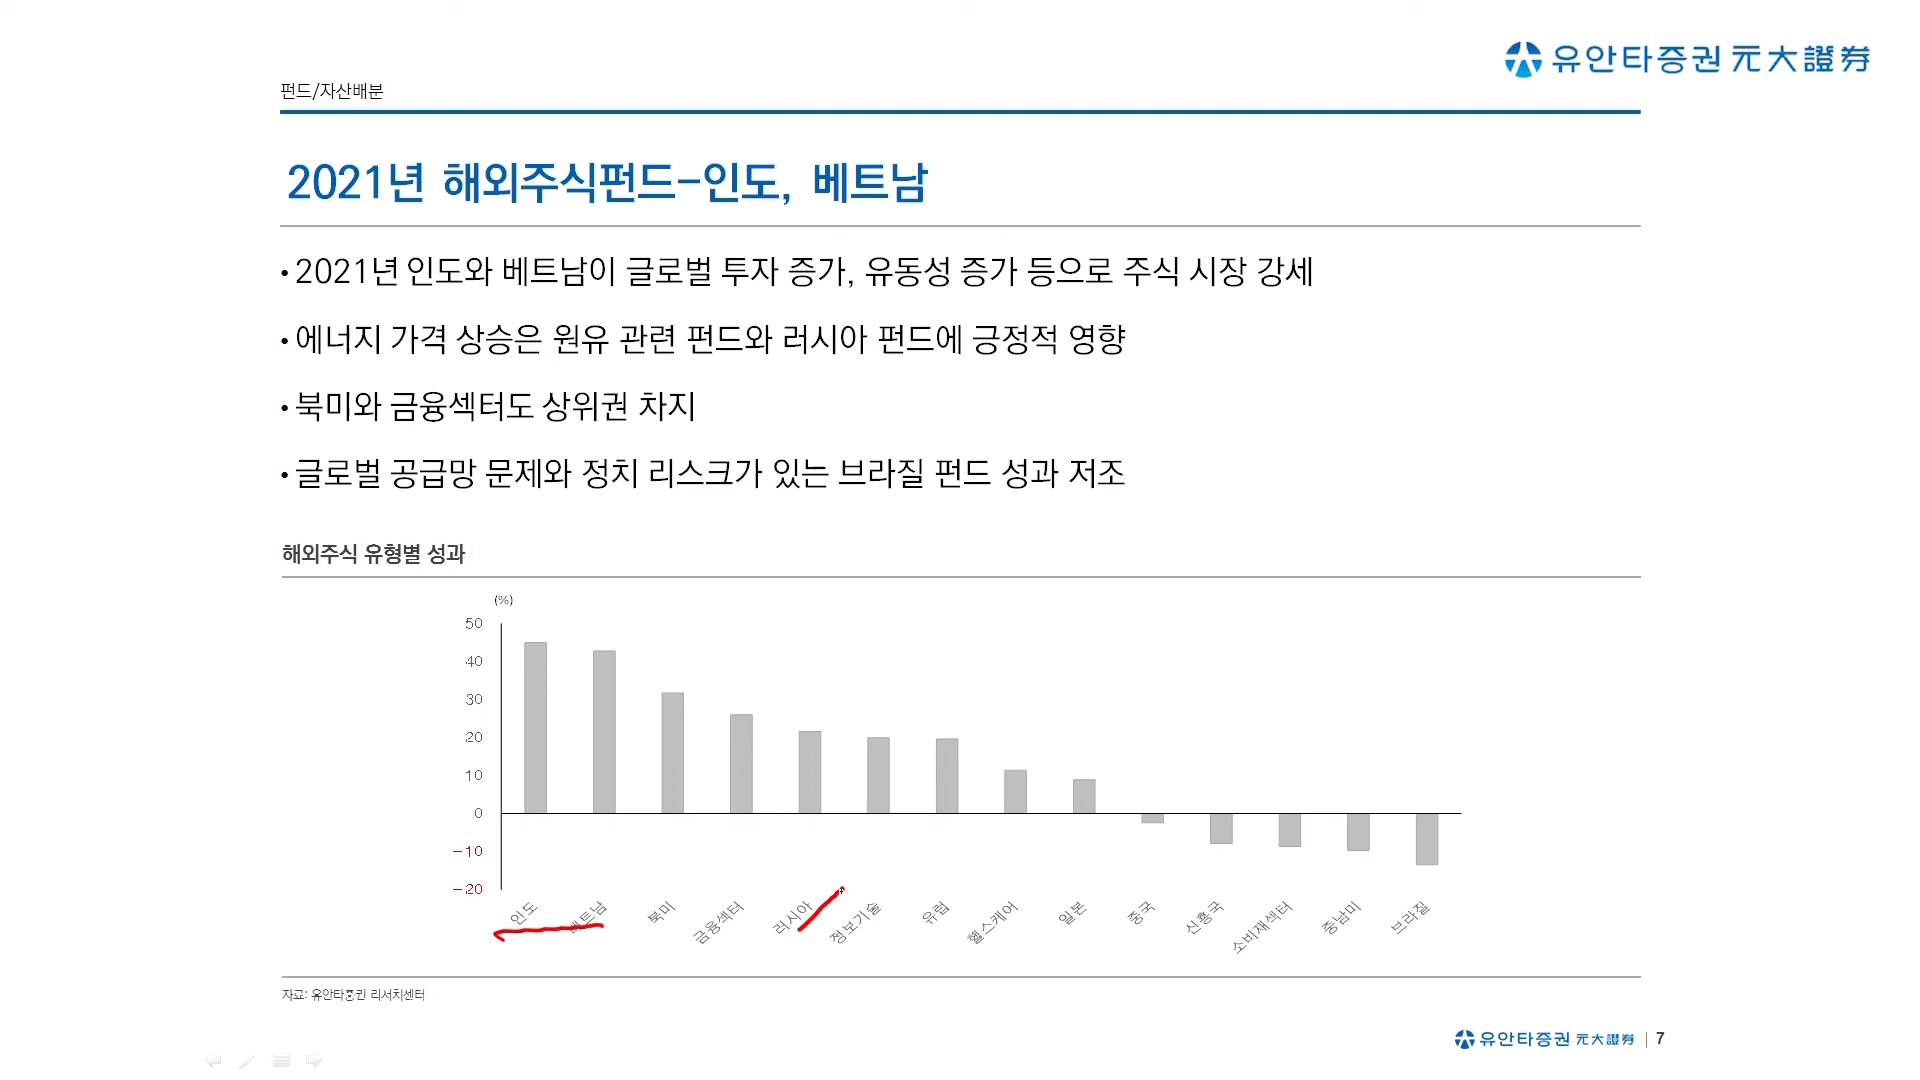 유안타증권 元大證券
펀드/자산배분
2021년 해외주식펀드-인도, 베트남
• 2021년 인도와 베트남이 글로벌 투자 증가, 유동성 증가 등으로 주식 시장 강세
• 에너지 가격 상승은 원유 관련 펀드와 러시아 펀드에 긍정적 영향
• 북미와 금융섹터도 상위권 차지
• 글로벌 공급망 문제와 정치 리스크가 있는 브라질 펀드 성과 저조
해외주식 유형별 성과
(%)
50
40
30
20
10
0
-10
-20
인도 베트남 북미 금융섹터 러시아 정보기술 유럽 헬스케어 일본 중국 신흥국 소비재섹터 중남미 브라질
자료: 유안타증권 리서치센터
유안타증권 元大證券 | 7